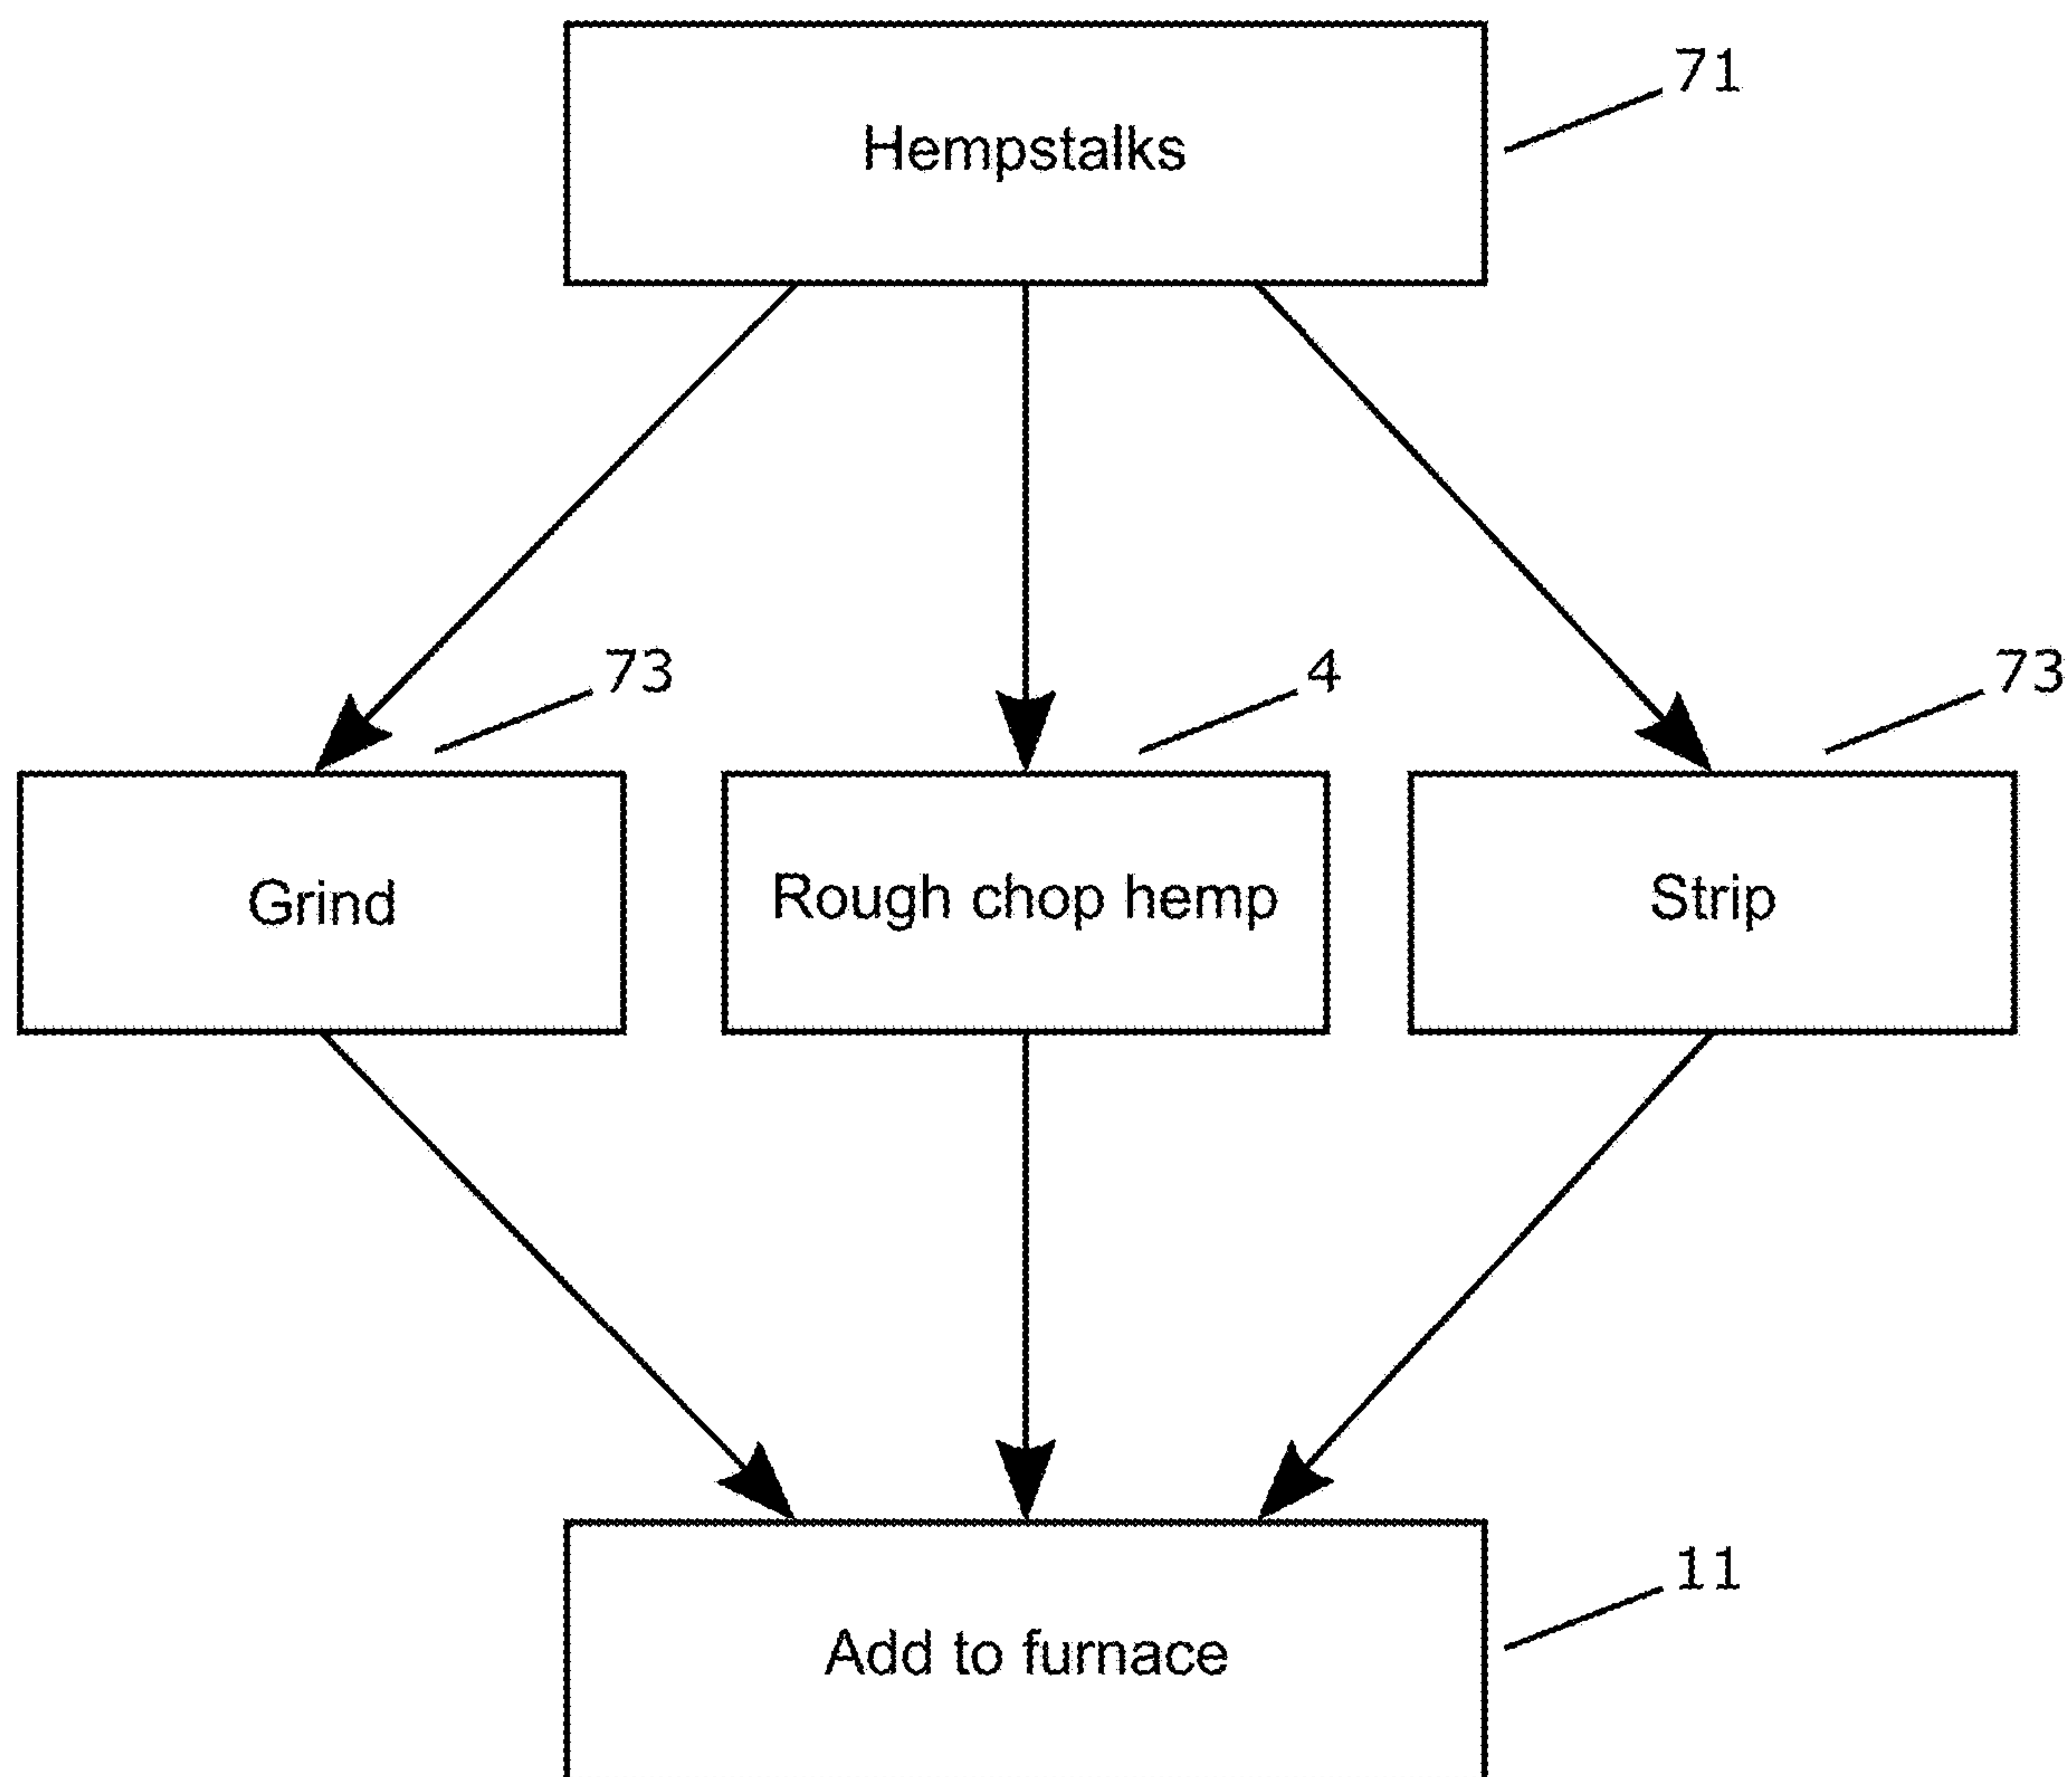 71
Hempstalks
73
4
73
Grind
Rough chop hemp
Strip
11
Add to furnace